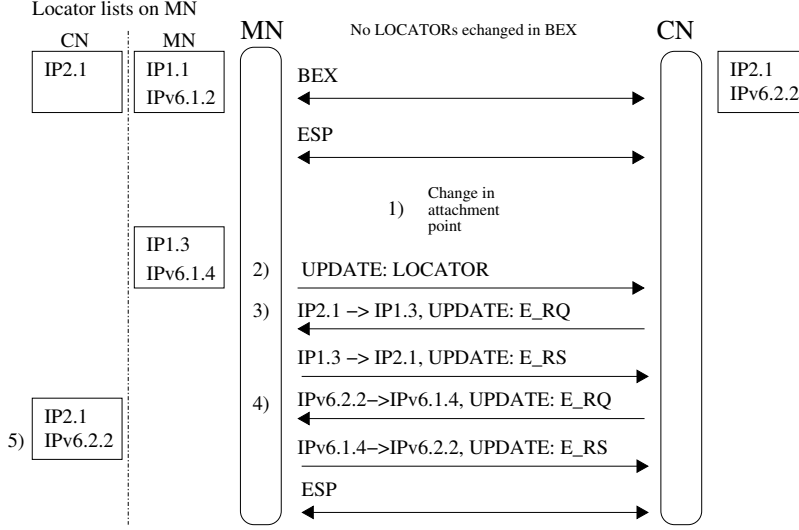 Locator lists on MN
CN
MN
MN
No LOCATORs echanged in BEX
CN
IP2.1
IP1.1
IPv6.1.2
BEX
IP2.1
IPv6.2.2
ESP
1)
Change in
attachment
point
IP1.3
IPv6.1.4
2)
UPDATE: LOCATOR
3)
IP2.1 −> IP1.3, UPDATE: E_RQ
IP1.3 −> IP2.1, UPDATE: E_RS
4)
IPv6.2.2−>IPv6.1.4, UPDATE: E_RQ
5)
IP2.1
IPv6.2.2
IPv6.1.4−>IPv6.2.2, UPDATE: E_RS
ESP